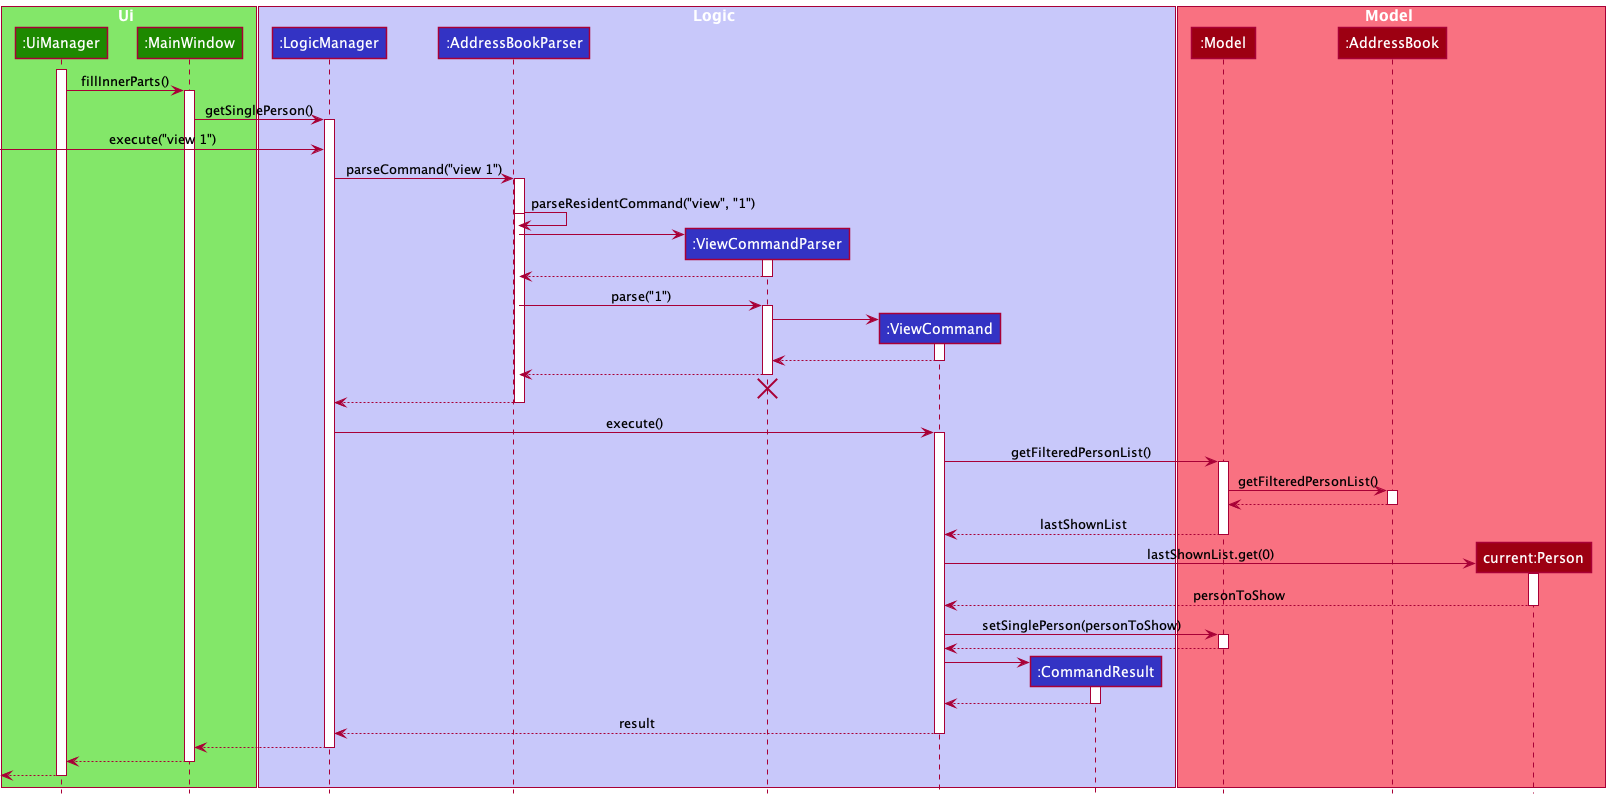 Ui
Logic
Model
:UiManager
:MainWindow
:LogicManager
:AddressBookParser
:Model
:AddressBook
fillInnerParts()
getSinglePerson()
execute("view 1")
parseCommand("view 1")
parseResidentCommand("view", "1")
:ViewCommandParser
parse("1")
:ViewCommand
execute()
getFilteredPersonList()
getFilteredPersonList()
lastShownList
lastShownList.get(0)
current:Person
personToShow
setSinglePerson(personToShow)
:CommandResult
result